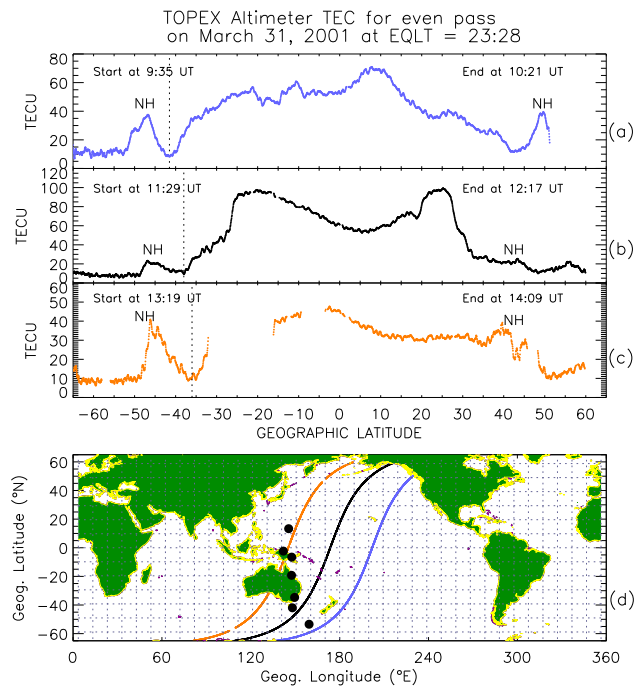 TOPEX Altimeter TEC for even pass
on March 31, 2001 at EQLT = 23:28
80
60
40
20
0
TECU
Start at 9:35 UT
End at 10:21 UT
NH
NH
(a)
120
100
80
60
40
20
0
TECU
Start at 11:29 UT
End at 12:17 UT
NH
NH
(b)
60
50
40
30
20
10
0
TECU
Start at 13:19 UT
End at 14:09 UT
NH
NH
(c)
−60 −50 −40 −36 −20 −10 0 10 20 30 40 50 60
GEOGRAPHIC LATITUDE
60
40
20
0
−20
−40
−60
Geog. Latitude (°N)
(d)
0 60 120 180 240 300 360
Geog. Longitude (°E)